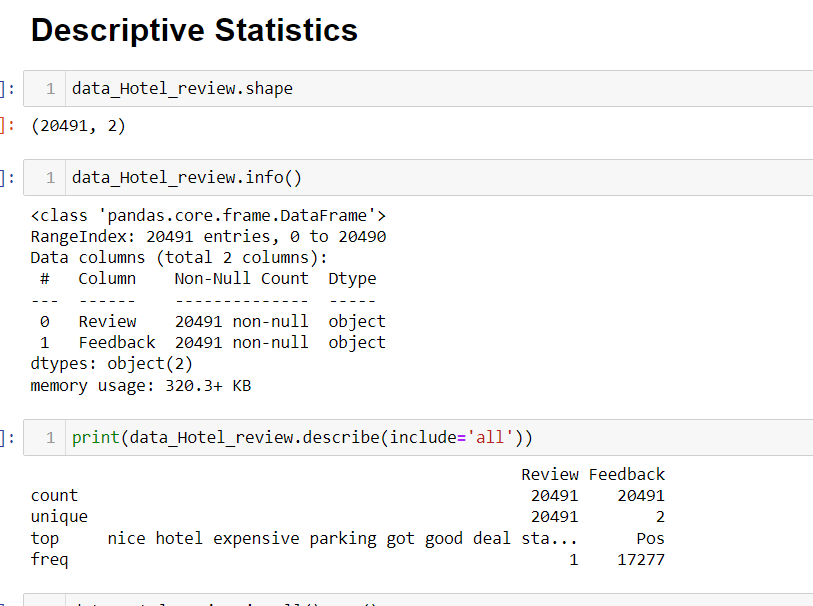 Descriptive Statistics
]: 1 data_Hotel_review.shape
]: (20491, 2)
]: 1 data_Hotel_review.info()
<class 'pandas.core.frame.DataFrame'>
RangeIndex: 20491 entries, 0 to 20490
Data columns (total 2 columns):
 #   Column    Non-Null Count  Dtype
---  ------    --------------  -----
 0   Review    20491 non-null  object
 1   Feedback  20491 non-null  object
dtypes: object(2)
memory usage: 320.3+ KB
]: 1 print(data_Hotel_review.describe(include='all'))
Review Feedback
count 20491 20491
unique 20491 2
top nice hotel expensive parking got good deal sta... Pos
freq 1 17277